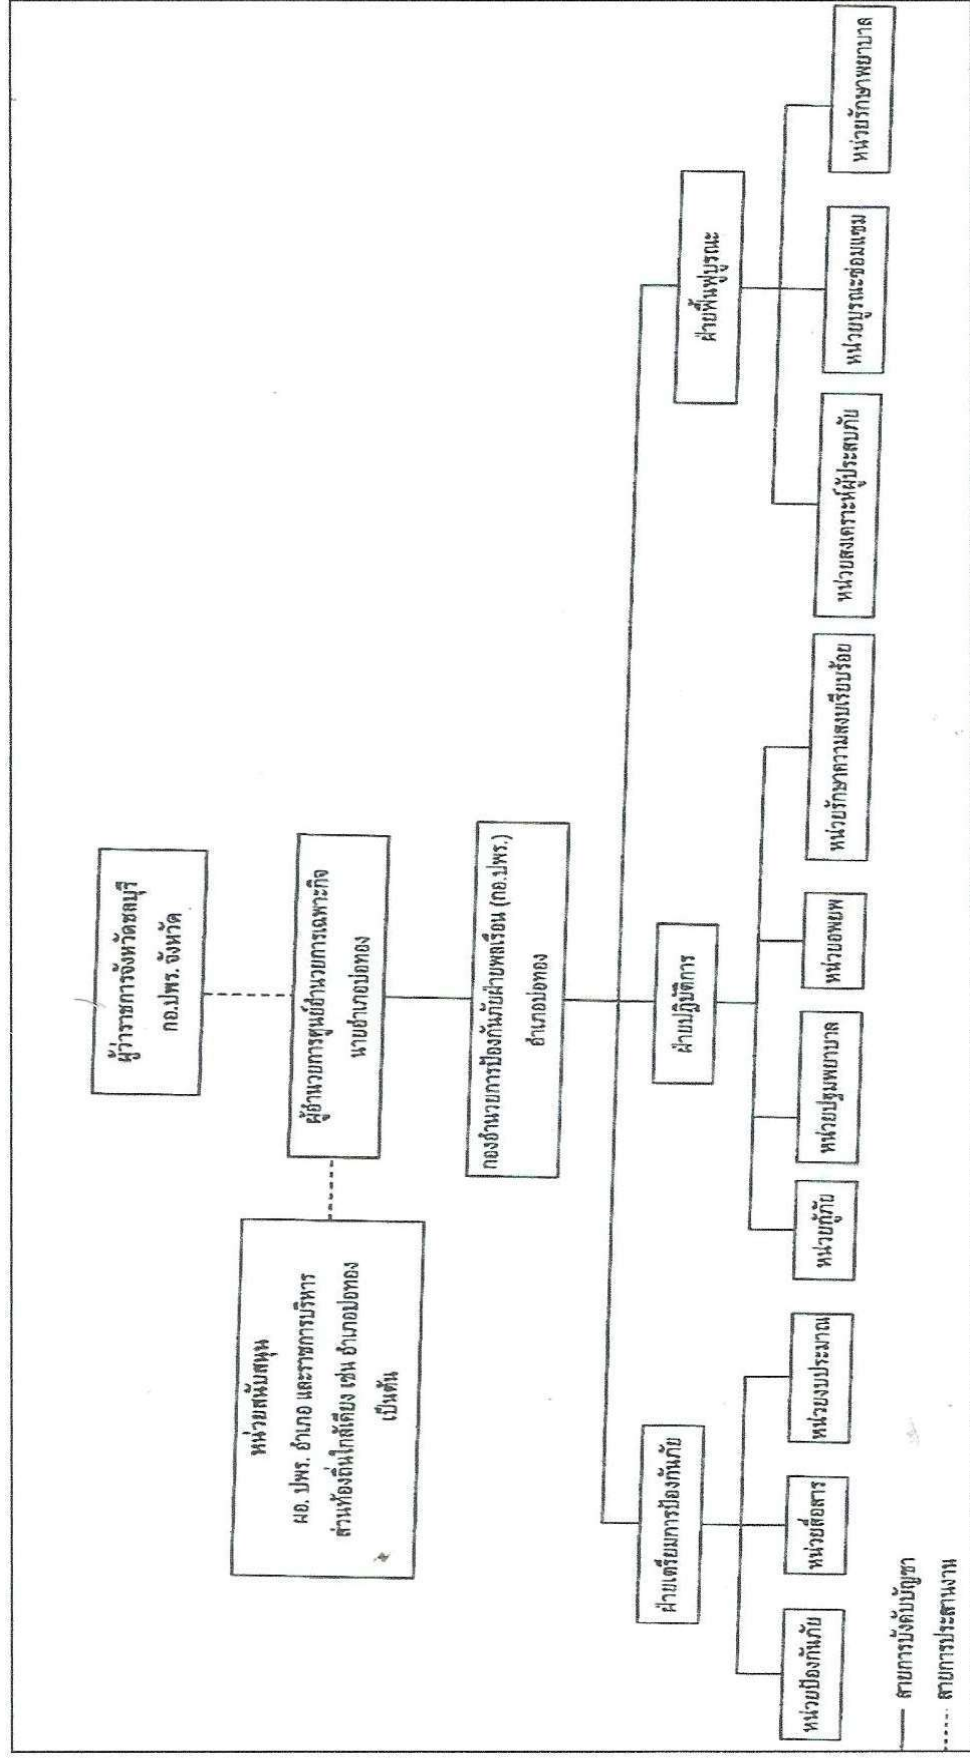 ผู้ว่าราชการจังหวัดชลบุรี
กอ.ปพร. จังหวัด
ผู้อำนวยการศูนย์อำนวยการเฉพาะกิจ
นายอำเภอบ่อทอง
หน่วยสนับสนุน
ผอ. ปพร. อำเภอ และราชการบริหาร
ส่วนท้องถิ่นใกล้เคียง เช่น อำเภอบ่อทอง
เป็นต้น
กองอำนวยการป้องกันภัยฝ่ายพลเรือน (กอ.ปพร.)
อำเภอบ่อทอง
ฝ่ายเตรียมการป้องกันภัย
ฝ่ายปฏิบัติการ
ฝ่ายฟื้นฟูบูรณะ
หน่วยป้องกันภัย
หน่วยสื่อสาร
หน่วยงบประมาณ
หน่วยกู้ภัย
หน่วยปฐมพยาบาล
หน่วยอพยพ
หน่วยรักษาความสงบเรียบร้อย
หน่วยสงเคราะห์ผู้ประสบภัย
หน่วยบูรณะซ่อมแซม
หน่วยรักษาพยาบาล
สายการบังคับบัญชา
สายการประสานงาน